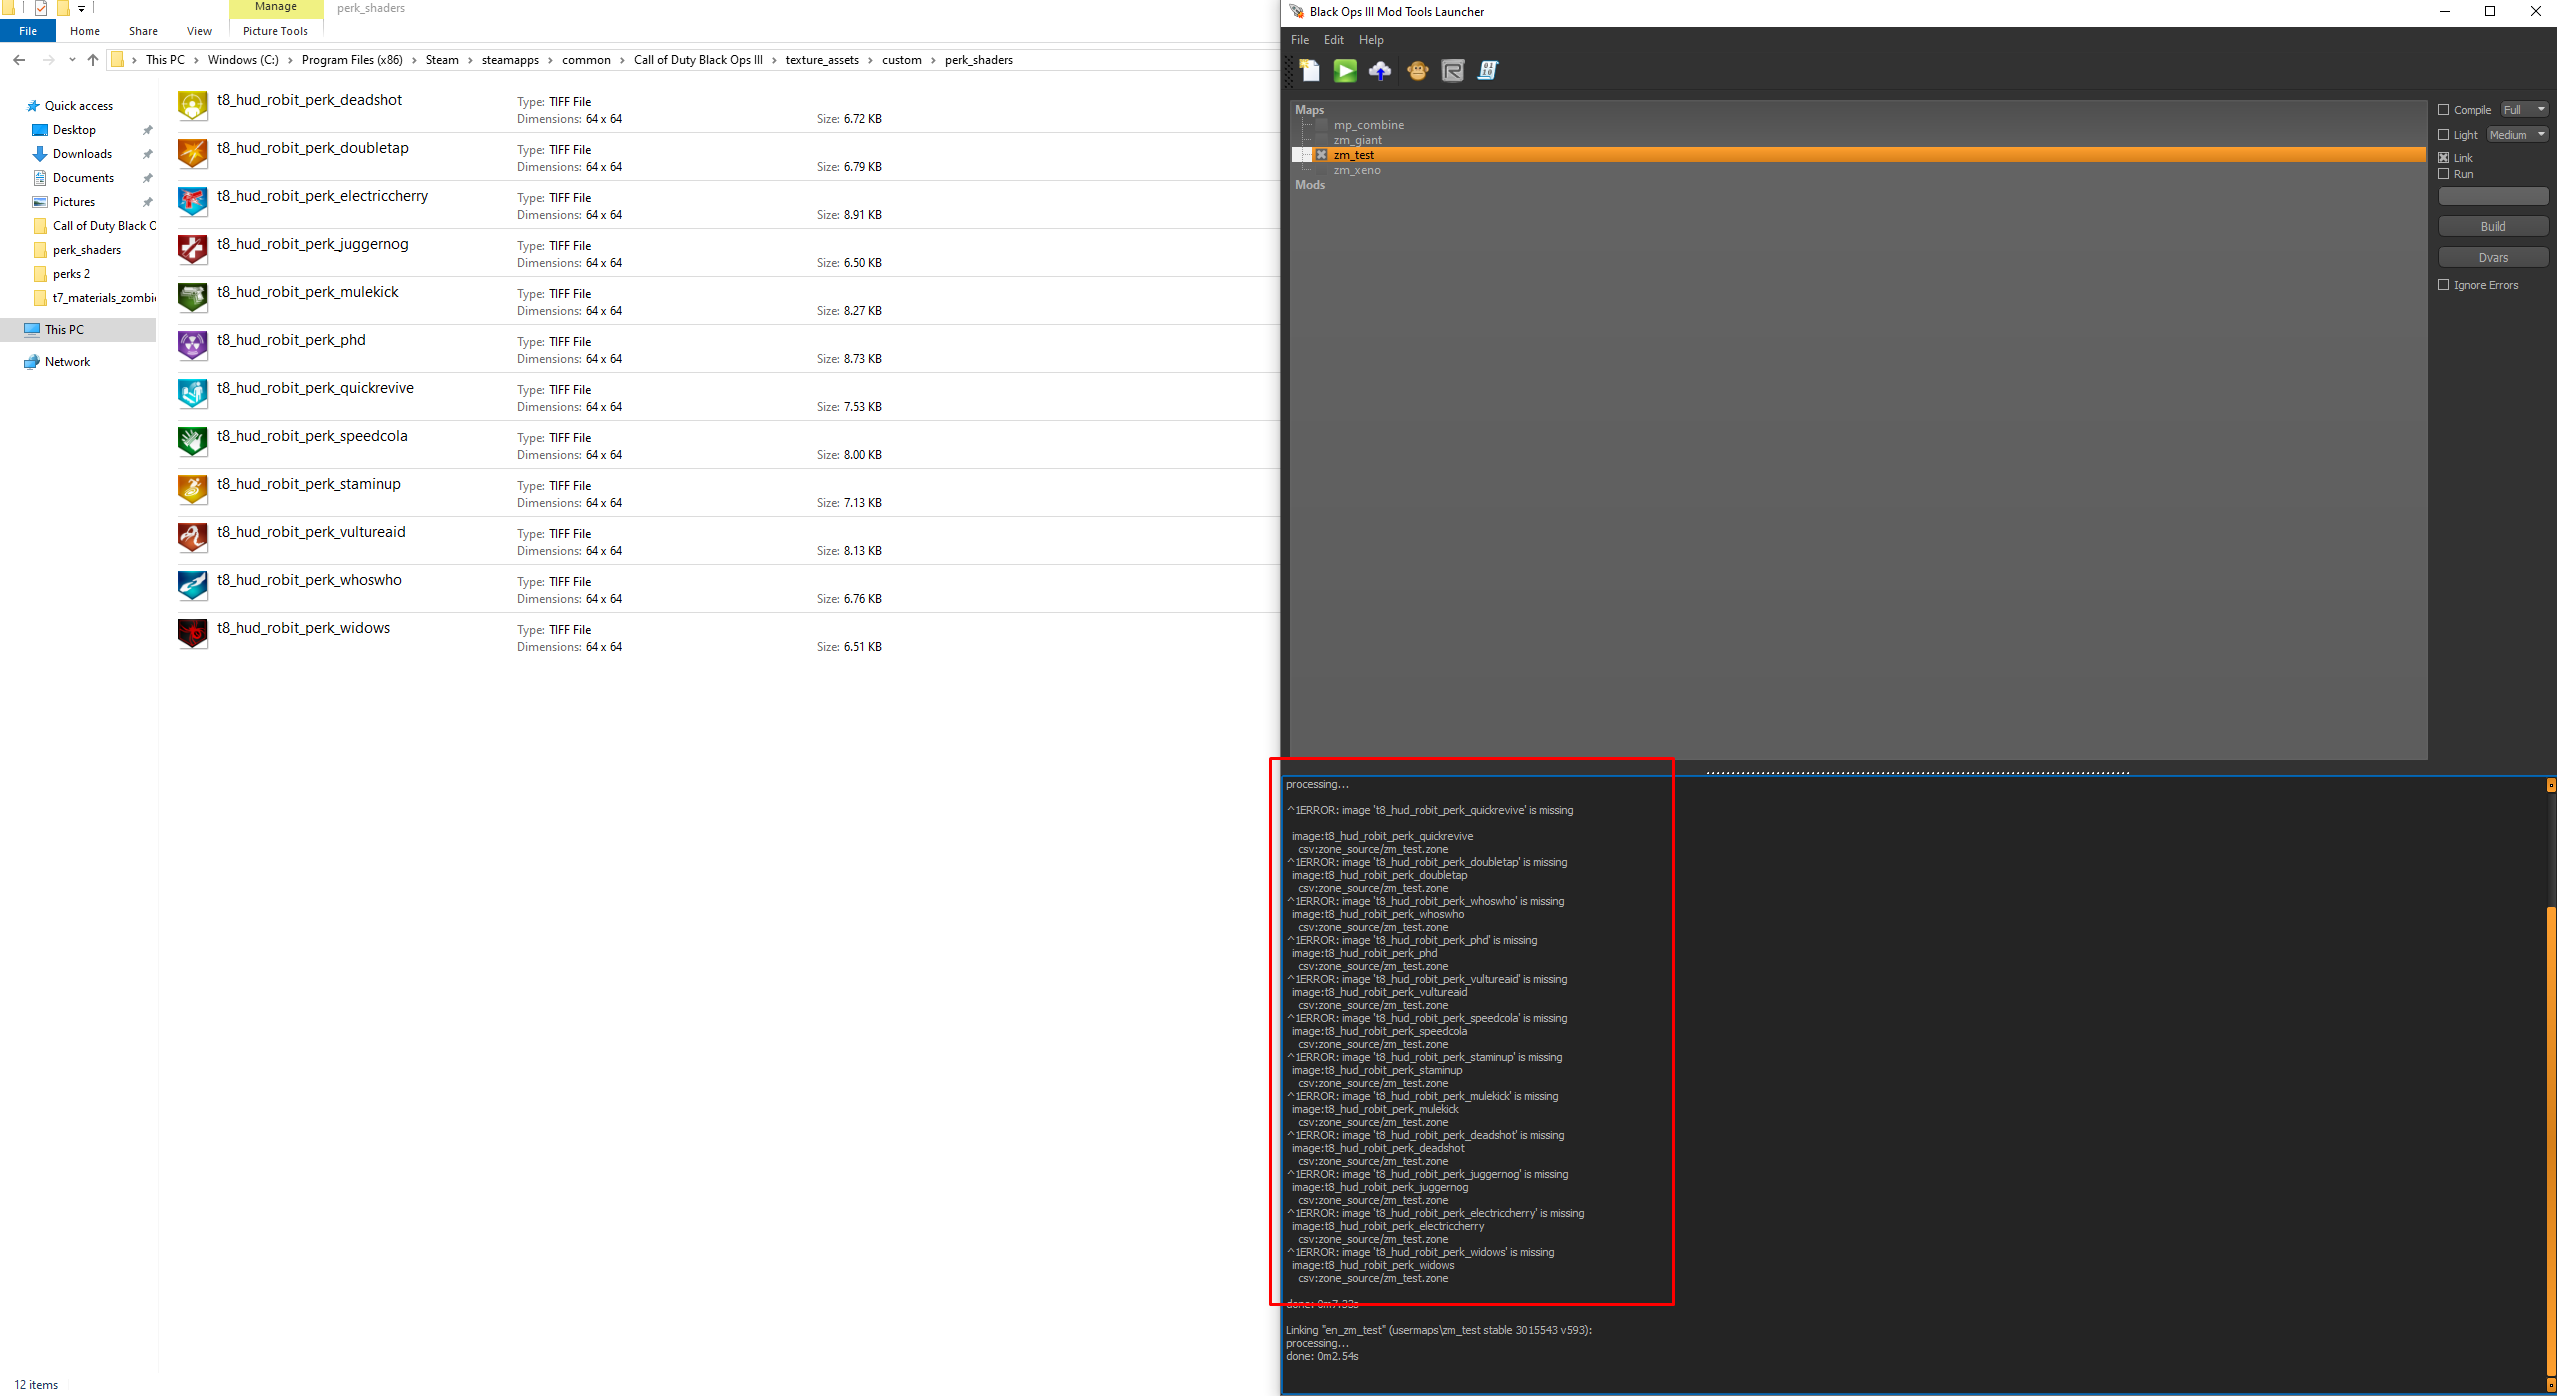 Manage
perk_shaders
File
Home
Share
View
Picture Tools
This PC
Windows (C:)
Program Files (x86)
Steam
steamapps
common
Call of Duty Black Ops III
texture_assets
custom
perk_shaders
Quick access
Desktop
Downloads
Documents
Pictures
Call of Duty Black O
perk_shaders
perks 2
t7_materials_zombie
This PC
Network
t8_hud_robit_perk_deadshot
Type: TIFF File
Dimensions: 64 x 64
Size: 6.72 KB
t8_hud_robit_perk_doubletap
Type: TIFF File
Dimensions: 64 x 64
Size: 6.79 KB
t8_hud_robit_perk_electriccherry
Type: TIFF File
Dimensions: 64 x 64
Size: 8.91 KB
t8_hud_robit_perk_juggernog
Type: TIFF File
Dimensions: 64 x 64
Size: 6.50 KB
t8_hud_robit_perk_mulekick
Type: TIFF File
Dimensions: 64 x 64
Size: 8.27 KB
t8_hud_robit_perk_phd
Type: TIFF File
Dimensions: 64 x 64
Size: 8.73 KB
t8_hud_robit_perk_quickrevive
Type: TIFF File
Dimensions: 64 x 64
Size: 7.53 KB
t8_hud_robit_perk_speedcola
Type: TIFF File
Dimensions: 64 x 64
Size: 8.00 KB
t8_hud_robit_perk_staminup
Type: TIFF File
Dimensions: 64 x 64
Size: 7.13 KB
t8_hud_robit_perk_vultureaid
Type: TIFF File
Dimensions: 64 x 64
Size: 8.13 KB
t8_hud_robit_perk_whoswho
Type: TIFF File
Dimensions: 64 x 64
Size: 6.76 KB
t8_hud_robit_perk_widows
Type: TIFF File
Dimensions: 64 x 64
Size: 6.51 KB
12 items
Black Ops III Mod Tools Launcher
File
Edit
Help
Maps
mp_combine
zm_giant
zm_test
zm_xeno
Mods
Compile
Full
Light
Medium
Link
Run
Build
Dvars
Ignore Errors
processing...
^1ERROR: image 't8_hud_robit_perk_quickrevive' is missing
image:t8_hud_robit_perk_quickrevive
csv:zone_source/zm_test.zone
^1ERROR: image 't8_hud_robit_perk_doubletap' is missing
image:t8_hud_robit_perk_doubletap
csv:zone_source/zm_test.zone
^1ERROR: image 't8_hud_robit_perk_whoswho' is missing
image:t8_hud_robit_perk_whoswho
csv:zone_source/zm_test.zone
^1ERROR: image 't8_hud_robit_perk_phd' is missing
image:t8_hud_robit_perk_phd
csv:zone_source/zm_test.zone
^1ERROR: image 't8_hud_robit_perk_vultureaid' is missing
image:t8_hud_robit_perk_vultureaid
csv:zone_source/zm_test.zone
^1ERROR: image 't8_hud_robit_perk_speedcola' is missing
image:t8_hud_robit_perk_speedcola
csv:zone_source/zm_test.zone
^1ERROR: image 't8_hud_robit_perk_staminup' is missing
image:t8_hud_robit_perk_staminup
csv:zone_source/zm_test.zone
^1ERROR: image 't8_hud_robit_perk_mulekick' is missing
image:t8_hud_robit_perk_mulekick
csv:zone_source/zm_test.zone
^1ERROR: image 't8_hud_robit_perk_deadshot' is missing
image:t8_hud_robit_perk_deadshot
csv:zone_source/zm_test.zone
^1ERROR: image 't8_hud_robit_perk_juggernog' is missing
image:t8_hud_robit_perk_juggernog
csv:zone_source/zm_test.zone
^1ERROR: image 't8_hud_robit_perk_electriccherry' is missing
image:t8_hud_robit_perk_electriccherry
csv:zone_source/zm_test.zone
^1ERROR: image 't8_hud_robit_perk_widows' is missing
image:t8_hud_robit_perk_widows
csv:zone_source/zm_test.zone
done: 0m7.33s
Linking "en_zm_test" (usermaps\zm_test stable 3015543 v593):
processing...
done: 0m2.54s